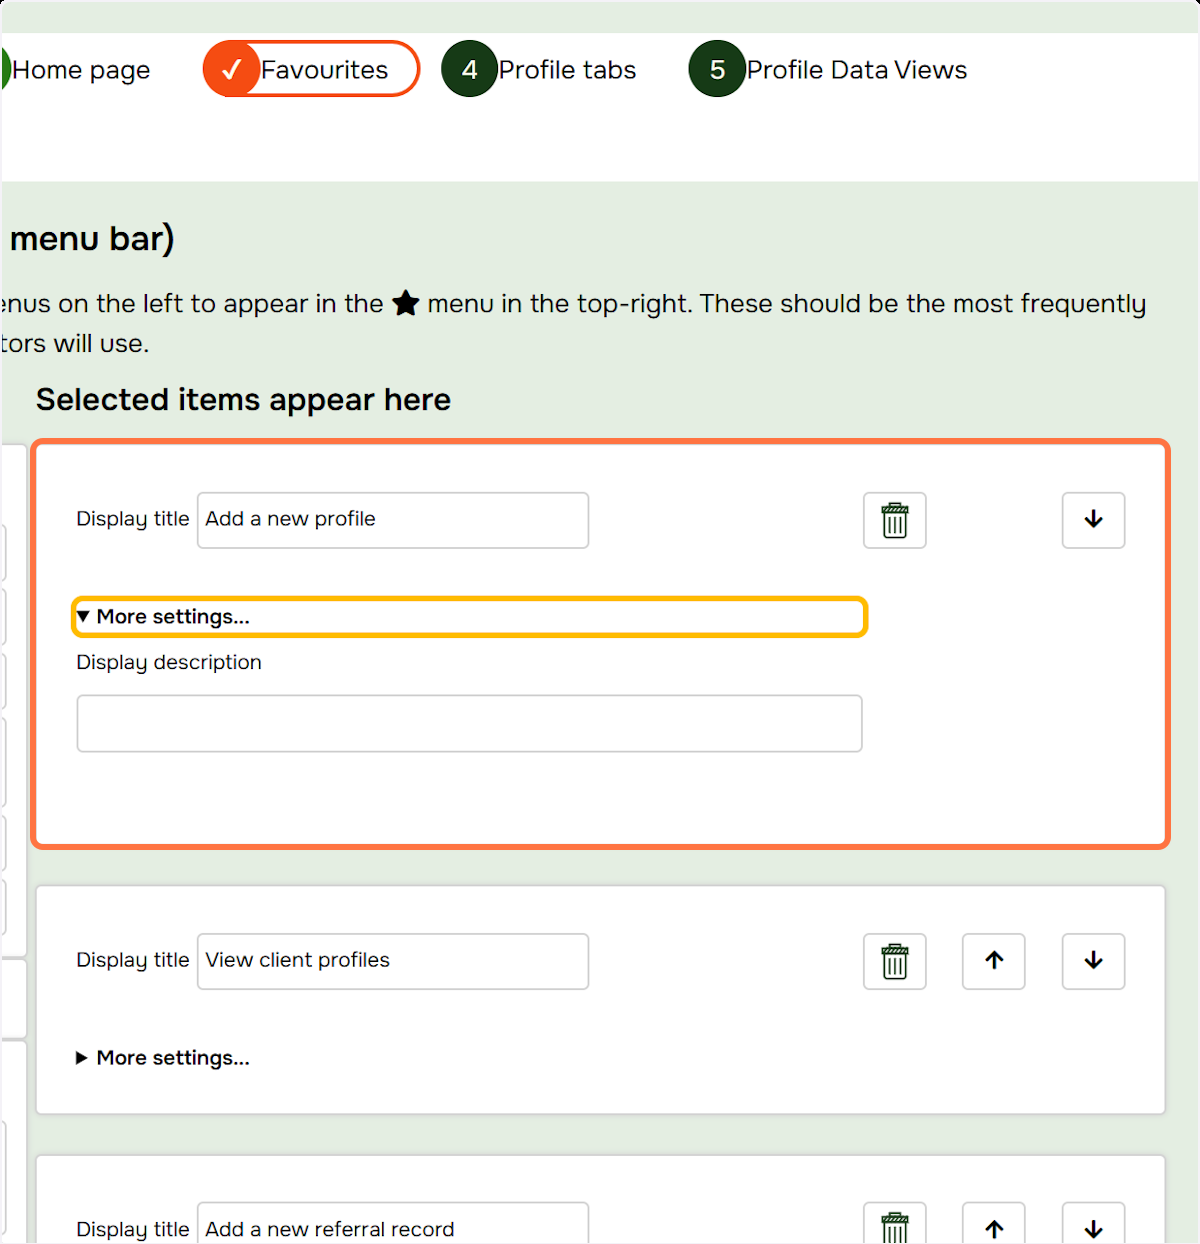 Home page ✓ Favourites 4 Profile tabs 5 Profile Data Views
menu bar)
enus on the left to appear in the ★ menu in the top-right. These should be the most frequently
tors will use.
Selected items appear here
Display title Add a new profile
▼ More settings...
Display description
Display title View client profiles
▶ More settings...
Display title Add a new referral record